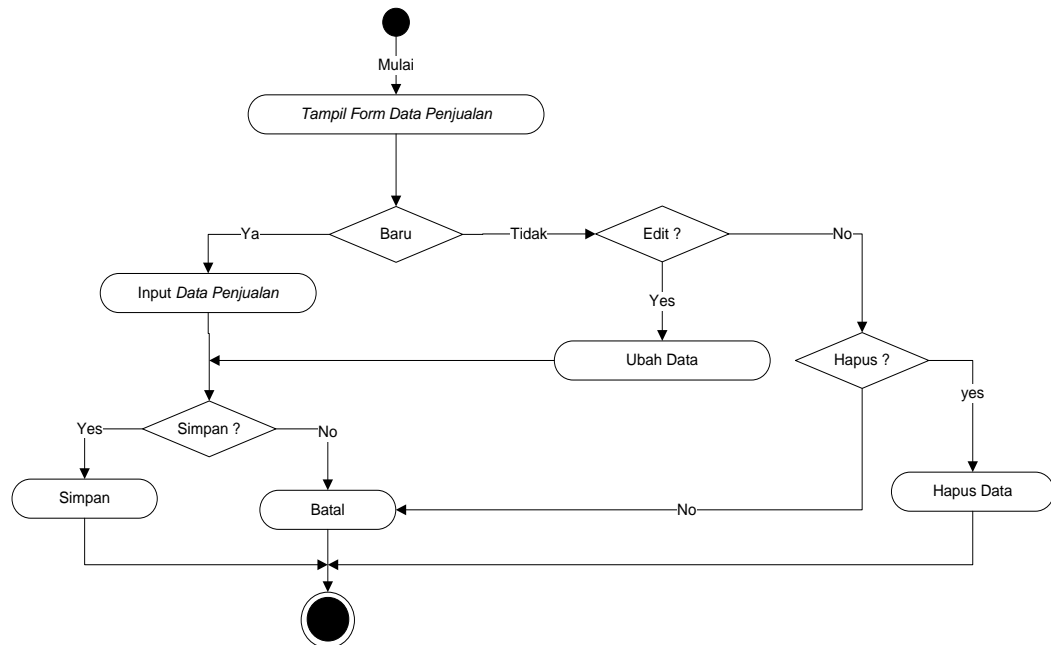 Mulai
Tampil Form Data Penjualan
Ya
Baru
Tidak
Edit ?
No
Input Data Penjualan
Yes
Ubah Data
Hapus ?
yes
Yes
Simpan ?
No
Simpan
Batal
No
Hapus Data